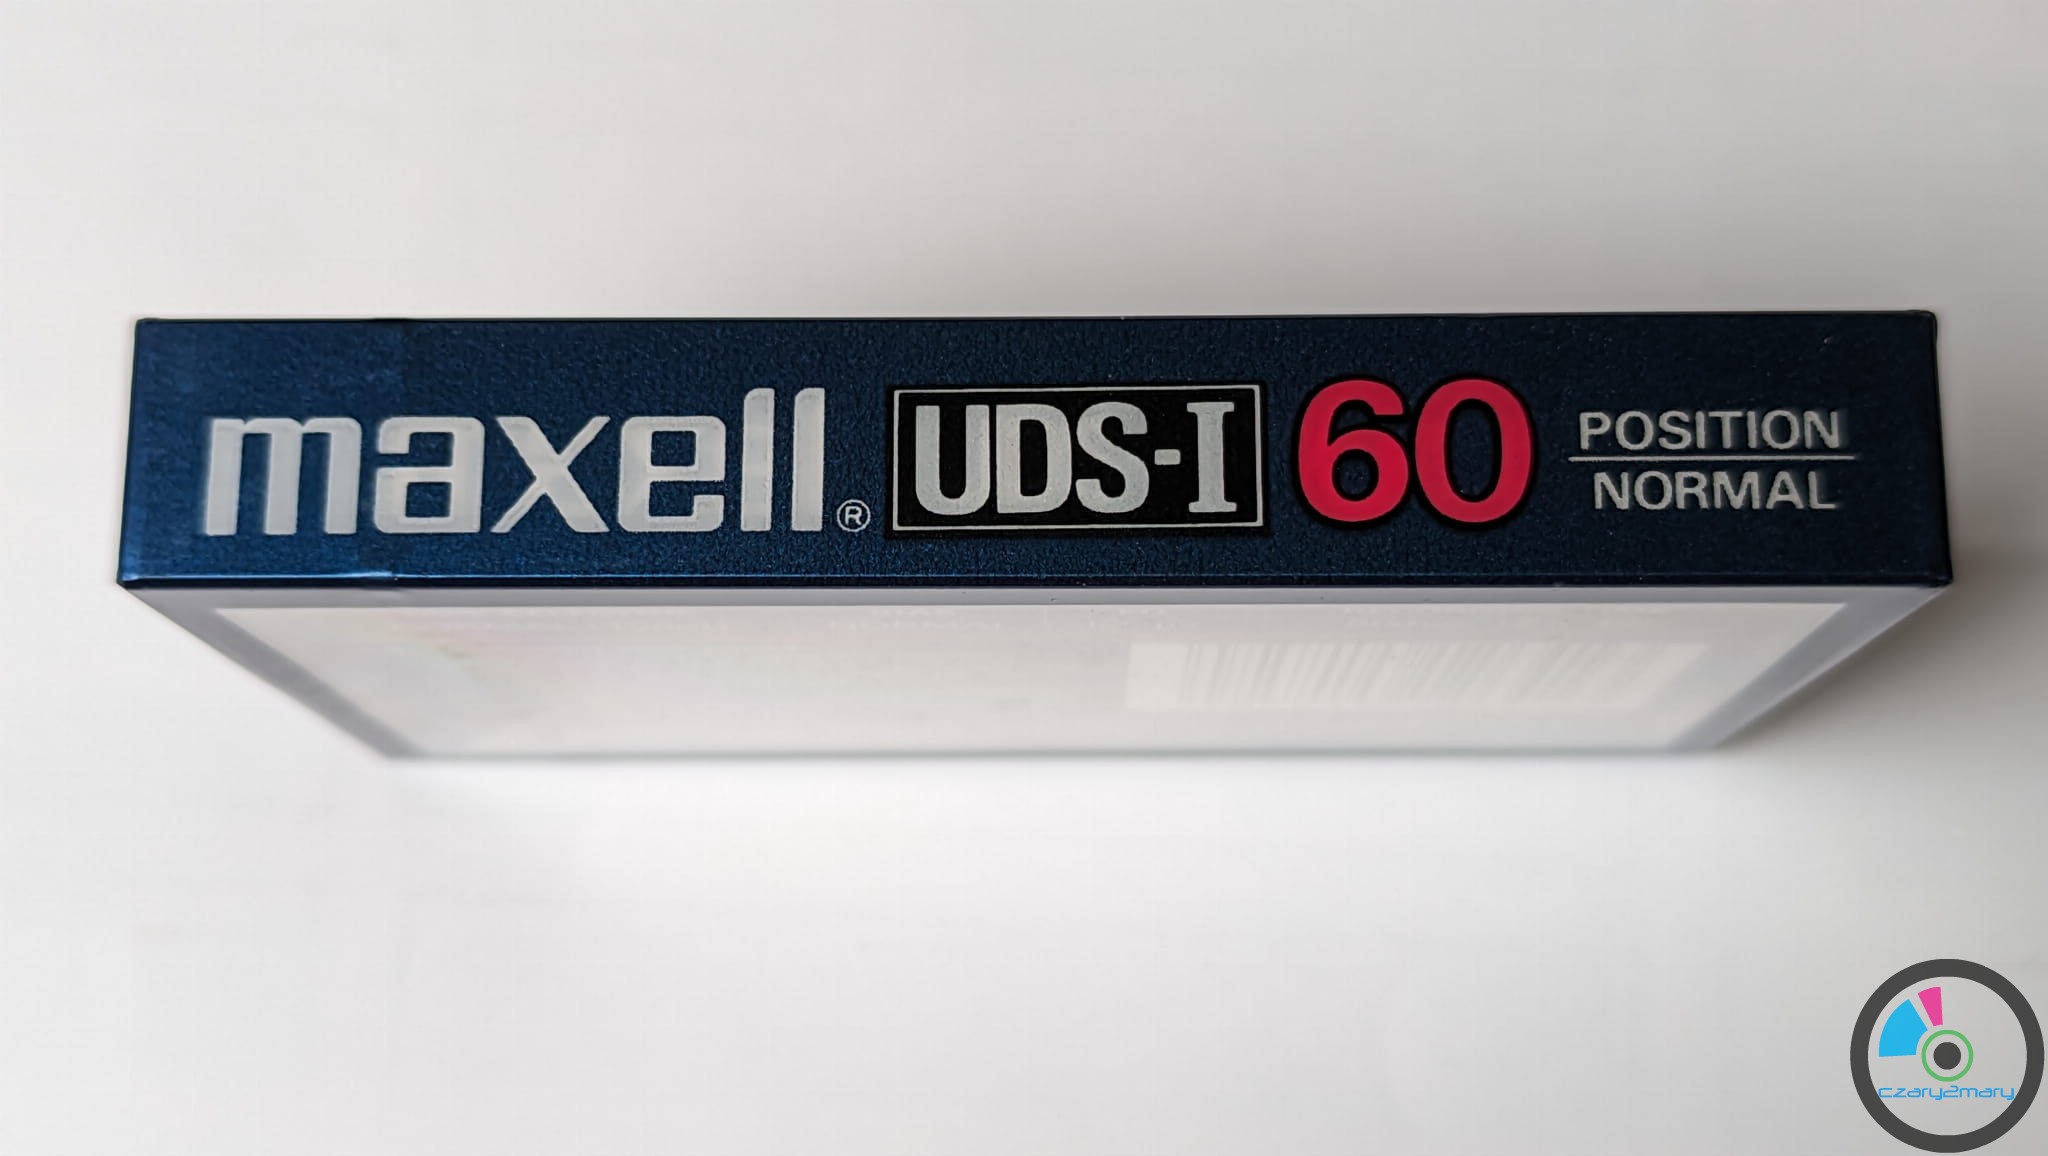 maxell® UDS-I 60 POSITION
NORMAL
czary2mary